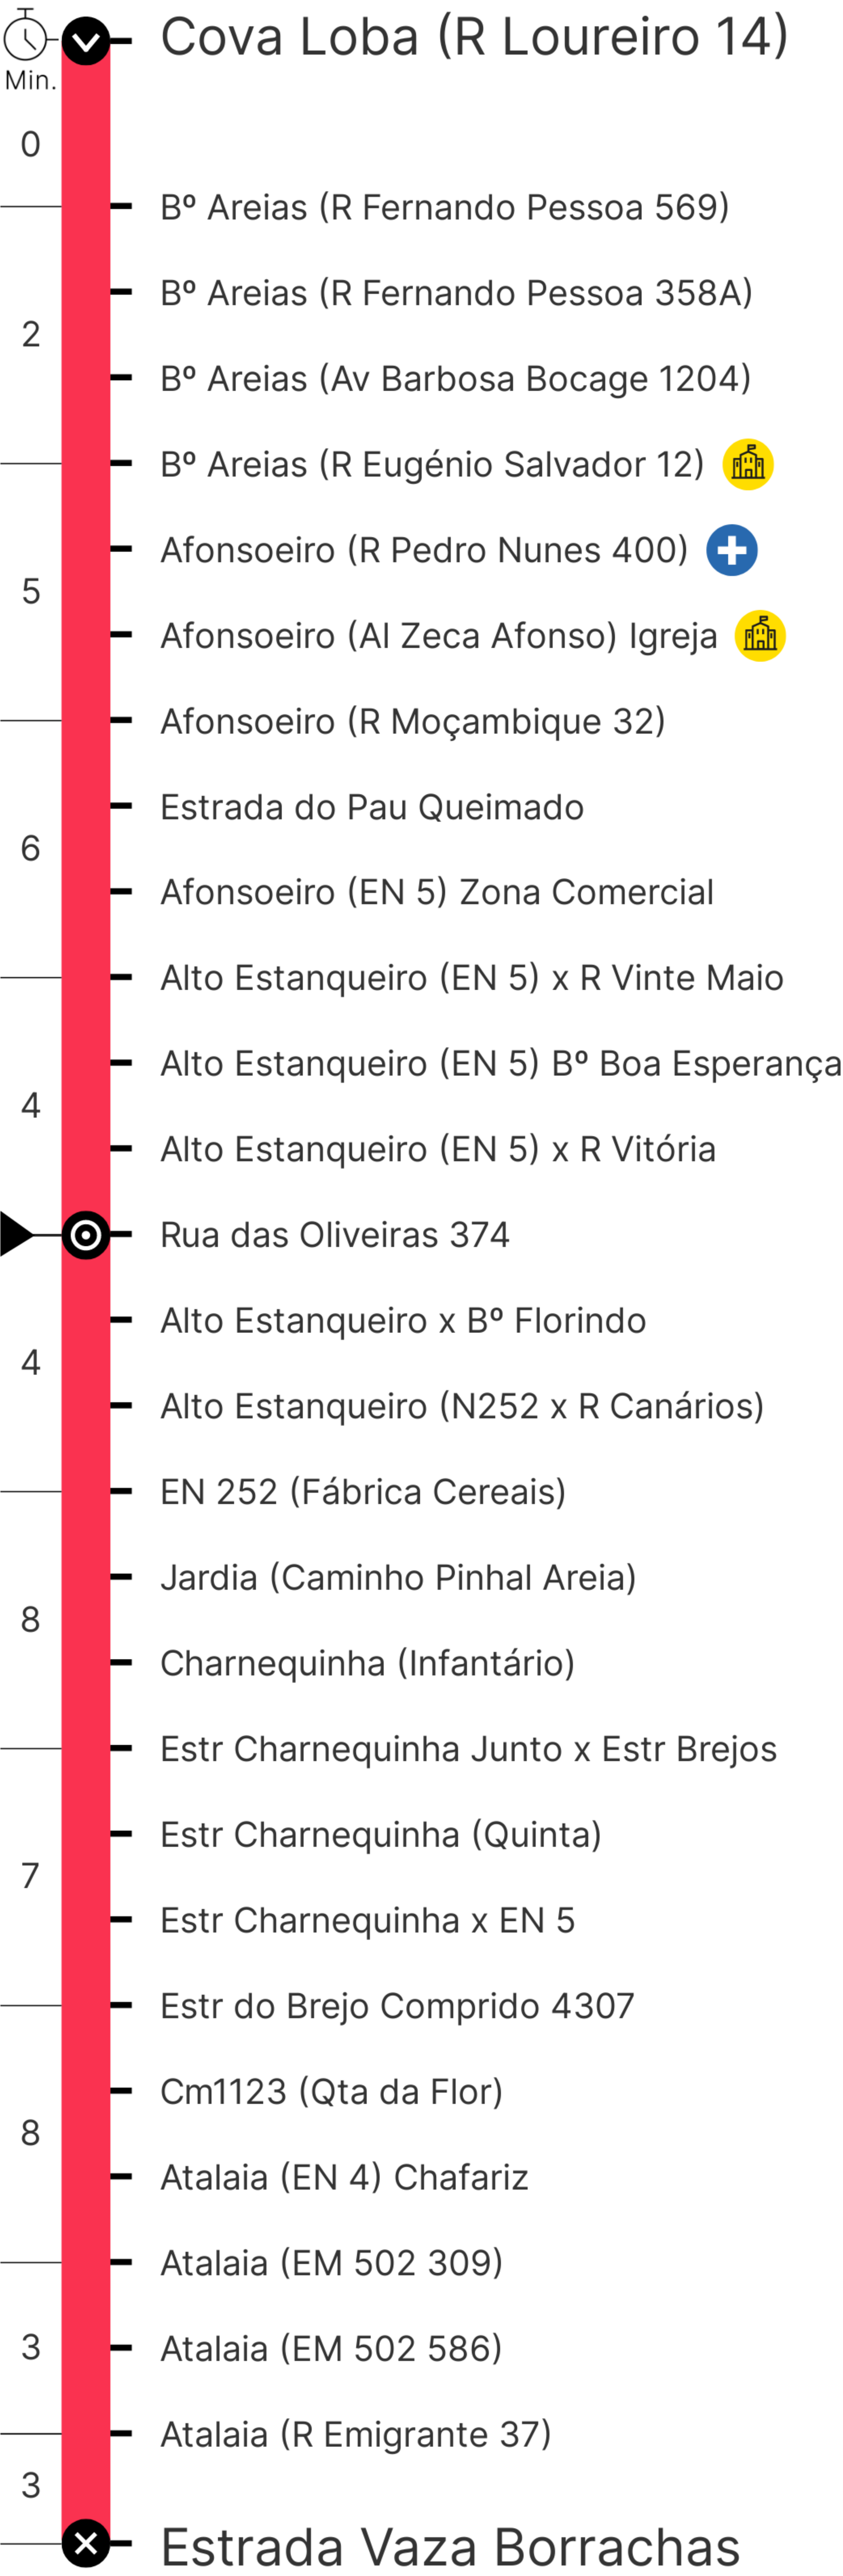 Cova Loba (R Loureiro 14)
Min.
0
Bº Areias (R Fernando Pessoa 569)
Bº Areias (R Fernando Pessoa 358A)
2
Bº Areias (Av Barbosa Bocage 1204)
Bº Areias (R Eugénio Salvador 12)
Afonsoeiro (R Pedro Nunes 400)
5
Afonsoeiro (Al Zeca Afonso) Igreja
Afonsoeiro (R Moçambique 32)
Estrada do Pau Queimado
6
Afonsoeiro (EN 5) Zona Comercial
Alto Estanqueiro (EN 5) x R Vinte Maio
Alto Estanqueiro (EN 5) Bº Boa Esperança
4
Alto Estanqueiro (EN 5) x R Vitória
Rua das Oliveiras 374
Alto Estanqueiro x Bº Florindo
4
Alto Estanqueiro (N252 x R Canários)
EN 252 (Fábrica Cereais)
Jardia (Caminho Pinhal Areia)
8
Charnequinha (Infantário)
Estr Charnequinha Junto x Estr Brejos
Estr Charnequinha (Quinta)
7
Estr Charnequinha x EN 5
Estr do Brejo Comprido 4307
Cm1123 (Qta da Flor)
8
Atalaia (EN 4) Chafariz
Atalaia (EM 502 309)
3
Atalaia (EM 502 586)
Atalaia (R Emigrante 37)
3
Estrada Vaza Borrachas